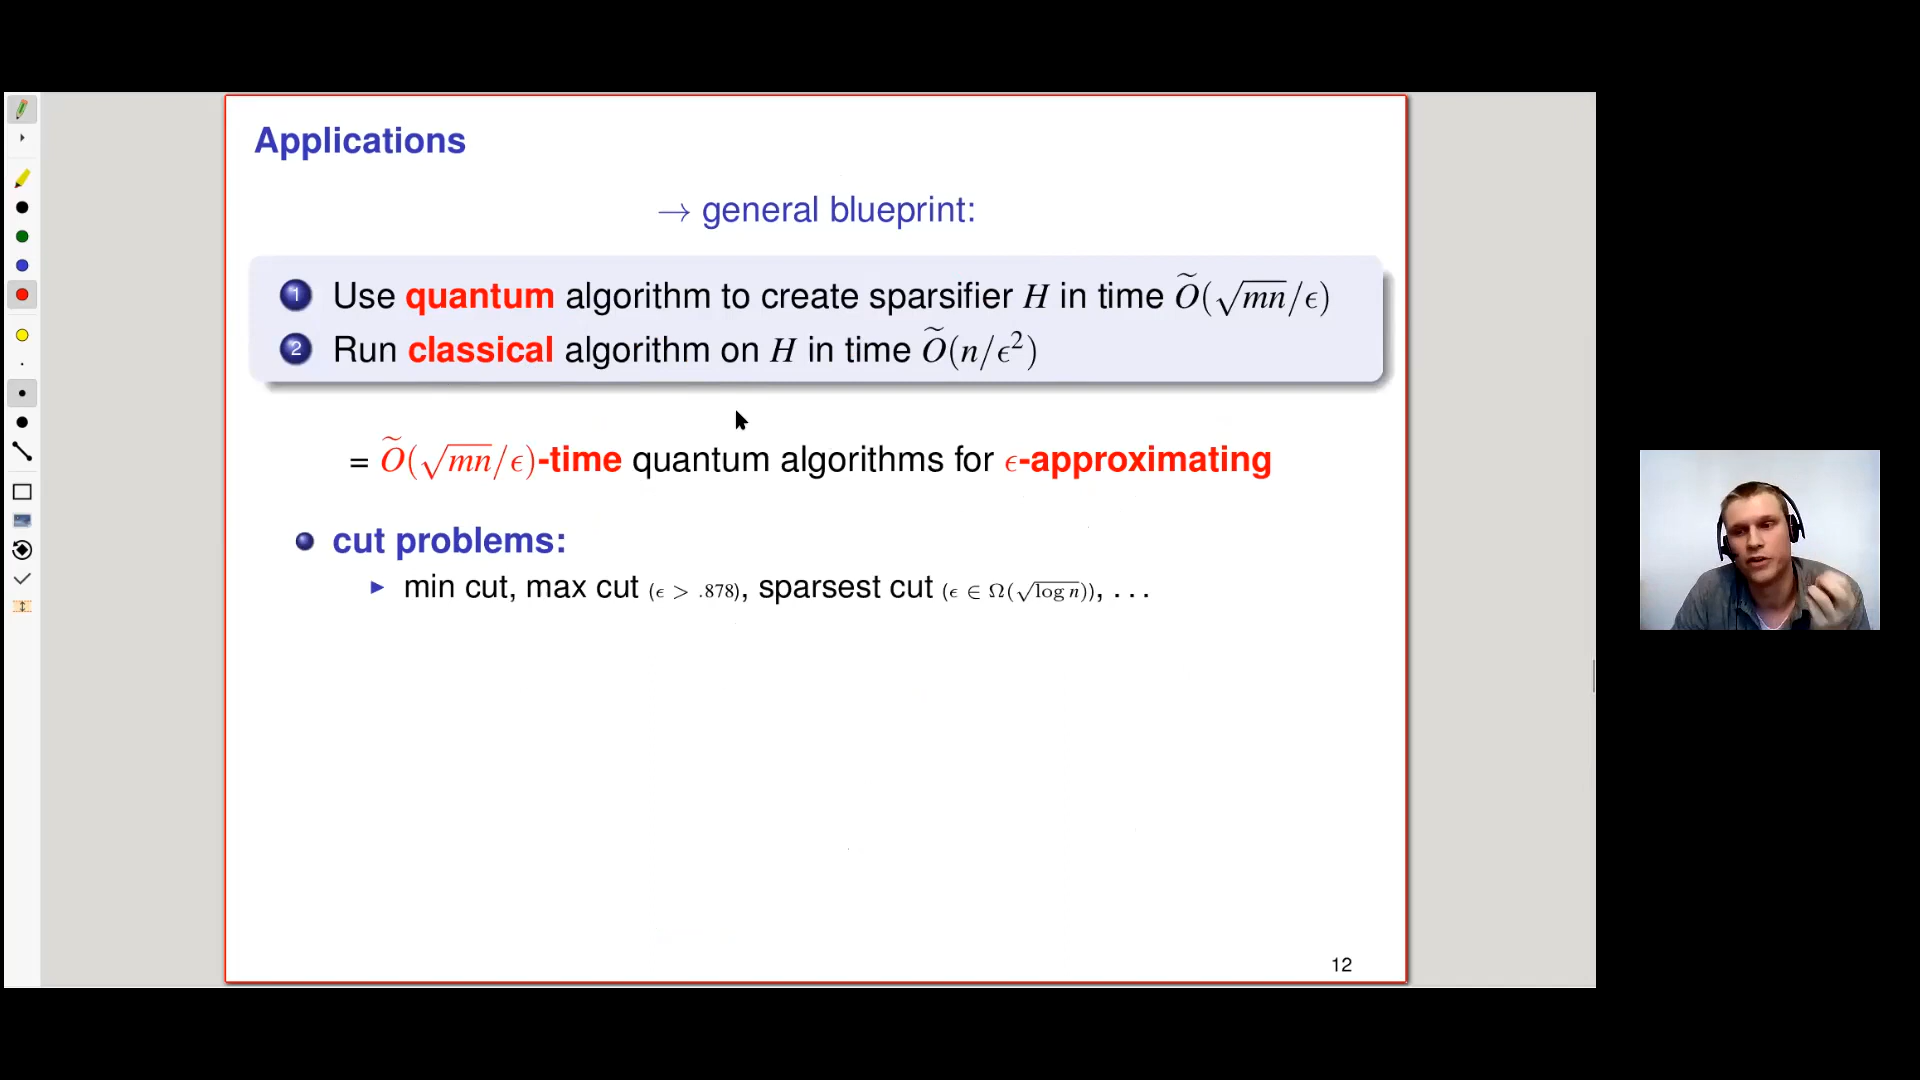 Applications
→ general blueprint:
1 Use quantum algorithm to create sparsifier H in time Õ(√mn/ϵ)
2 Run classical algorithm on H in time Õ(n/ϵ²)
= Õ(√mn/ϵ)-time quantum algorithms for ϵ-approximating
cut problems:
min cut, max cut (ϵ > .878), sparsest cut (ϵ ∈ Ω(√log n)), . . .
12